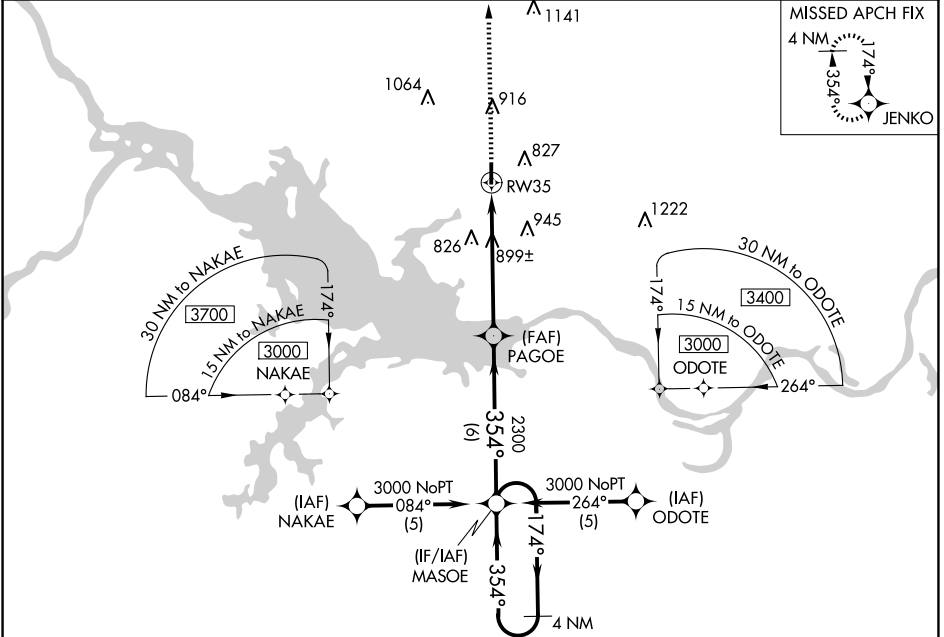 MISSED APCH FIX
4 NM
174°
354°
JENKO
1141
1064
916
827
RW35
1222
945
826
899±
30 NM to NAKAE
3700
15 NM to NAKAE
3000
NAKAE
174°
084°
30 NM to ODOTE
3400
174°
15 NM to ODOTE
3000
ODOTE
264°
(FAF)
PAGOE
2300
354°
(6)
(IAF)
NAKAE
3000 NoPT
084°
(5)
3000 NoPT
264°
(5)
(IAF)
ODOTE
(IF/IAF)
MASOE
174°
354°
4 NM